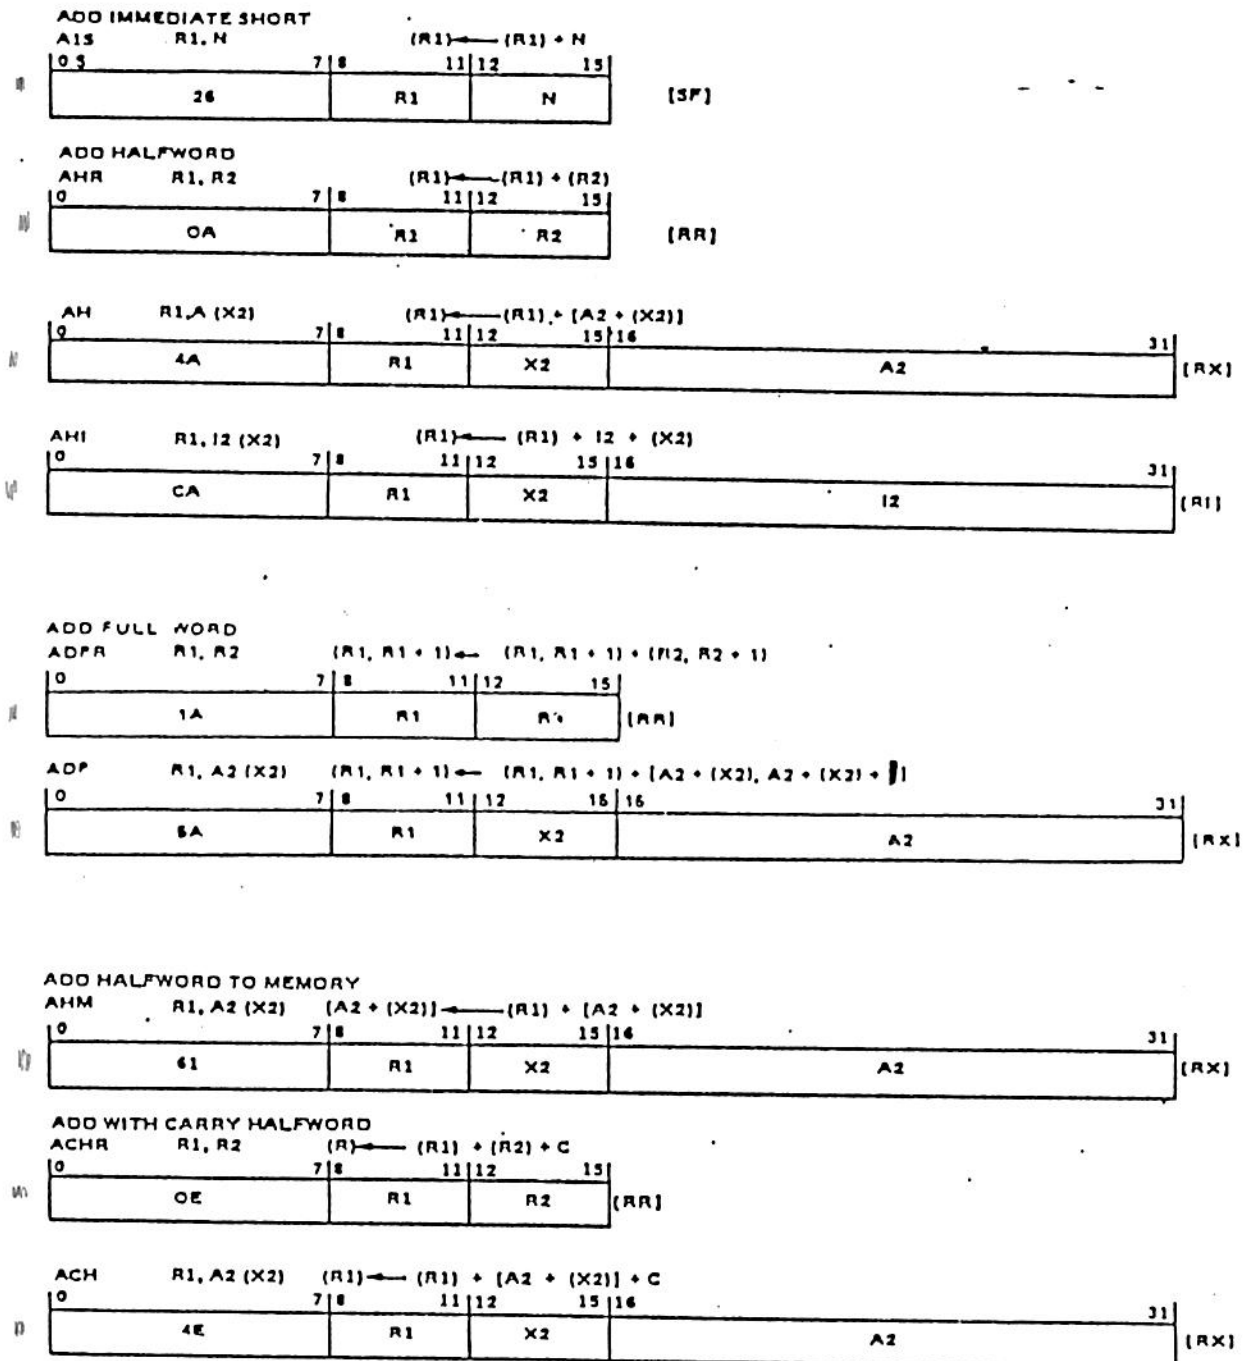 ADD IMMEDIATE SHORT
AIS R1, N (R1) ← (R1) + N
0 7 8 11 12 15
26 R1 N [SF]
ADD HALFWORD
AHR R1, R2 (R1) ← (R1) + (R2)
0 7 8 11 12 15
0A R1 R2 [RR]
AH R1,A (X2) (R1) ← (R1) + [A2 + (X2)]
0 7 8 11 12 15 16 31
4A R1 X2 A2 [RX]
AHI R1, I2 (X2) (R1) ← (R1) + I2 + (X2)
0 7 8 11 12 15 16 31
CA R1 X2 I2 [RI]
ADD FULL WORD
R1, R2 (R1, R1 + 1) ← (R1, R1 + 1) + (R2, R2 + 1)
0 7 8 11 12 15
1A R1 [RR]
R1, A2 (X2) (R1, R1 + 1) ← (R1, R1 + 1) + [A2 + (X2), A2 + (X2) + ]
0 7 8 11 12 16 31
5A R1 X2 A2 [RX]
ADD HALFWORD TO MEMORY
AHM R1, A2 (X2) [A2 + (X2)] ← (R1) + [A2 + (X2)]
0 7 8 11 12 15 16 31
61 R1 X2 A2 [RX]
ADD WITH CARRY HALFWORD
ACHR R1, R2 (R) ← (R1) + (R2) + C
0 7 8 11 12 15
0E R1 R2 [RR]
ACH R1, A2 (X2) (R1) ← (R1) + [A2 + (X2)] + C
0 7 8 11 12 15 16 31
4E R1 X2 A2 [RX]